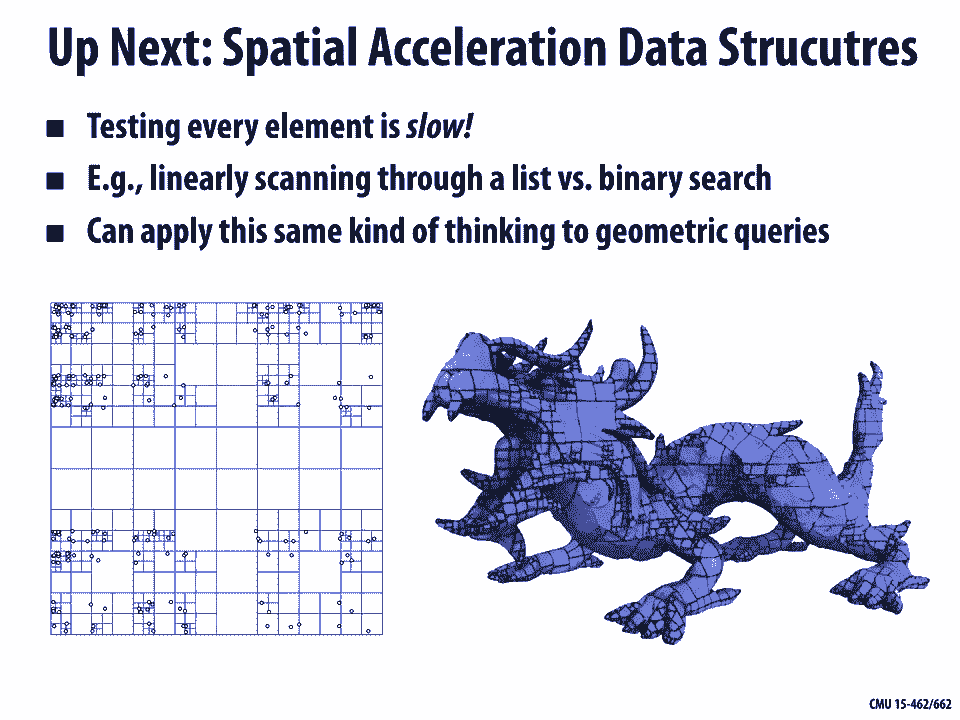 Up Next: Spatial Acceleration Data Strucutres
■ Testing every element is slow!
■ E.g., linearly scanning through a list vs. binary search
■ Can apply this same kind of thinking to geometric queries
CMU 15-462/662